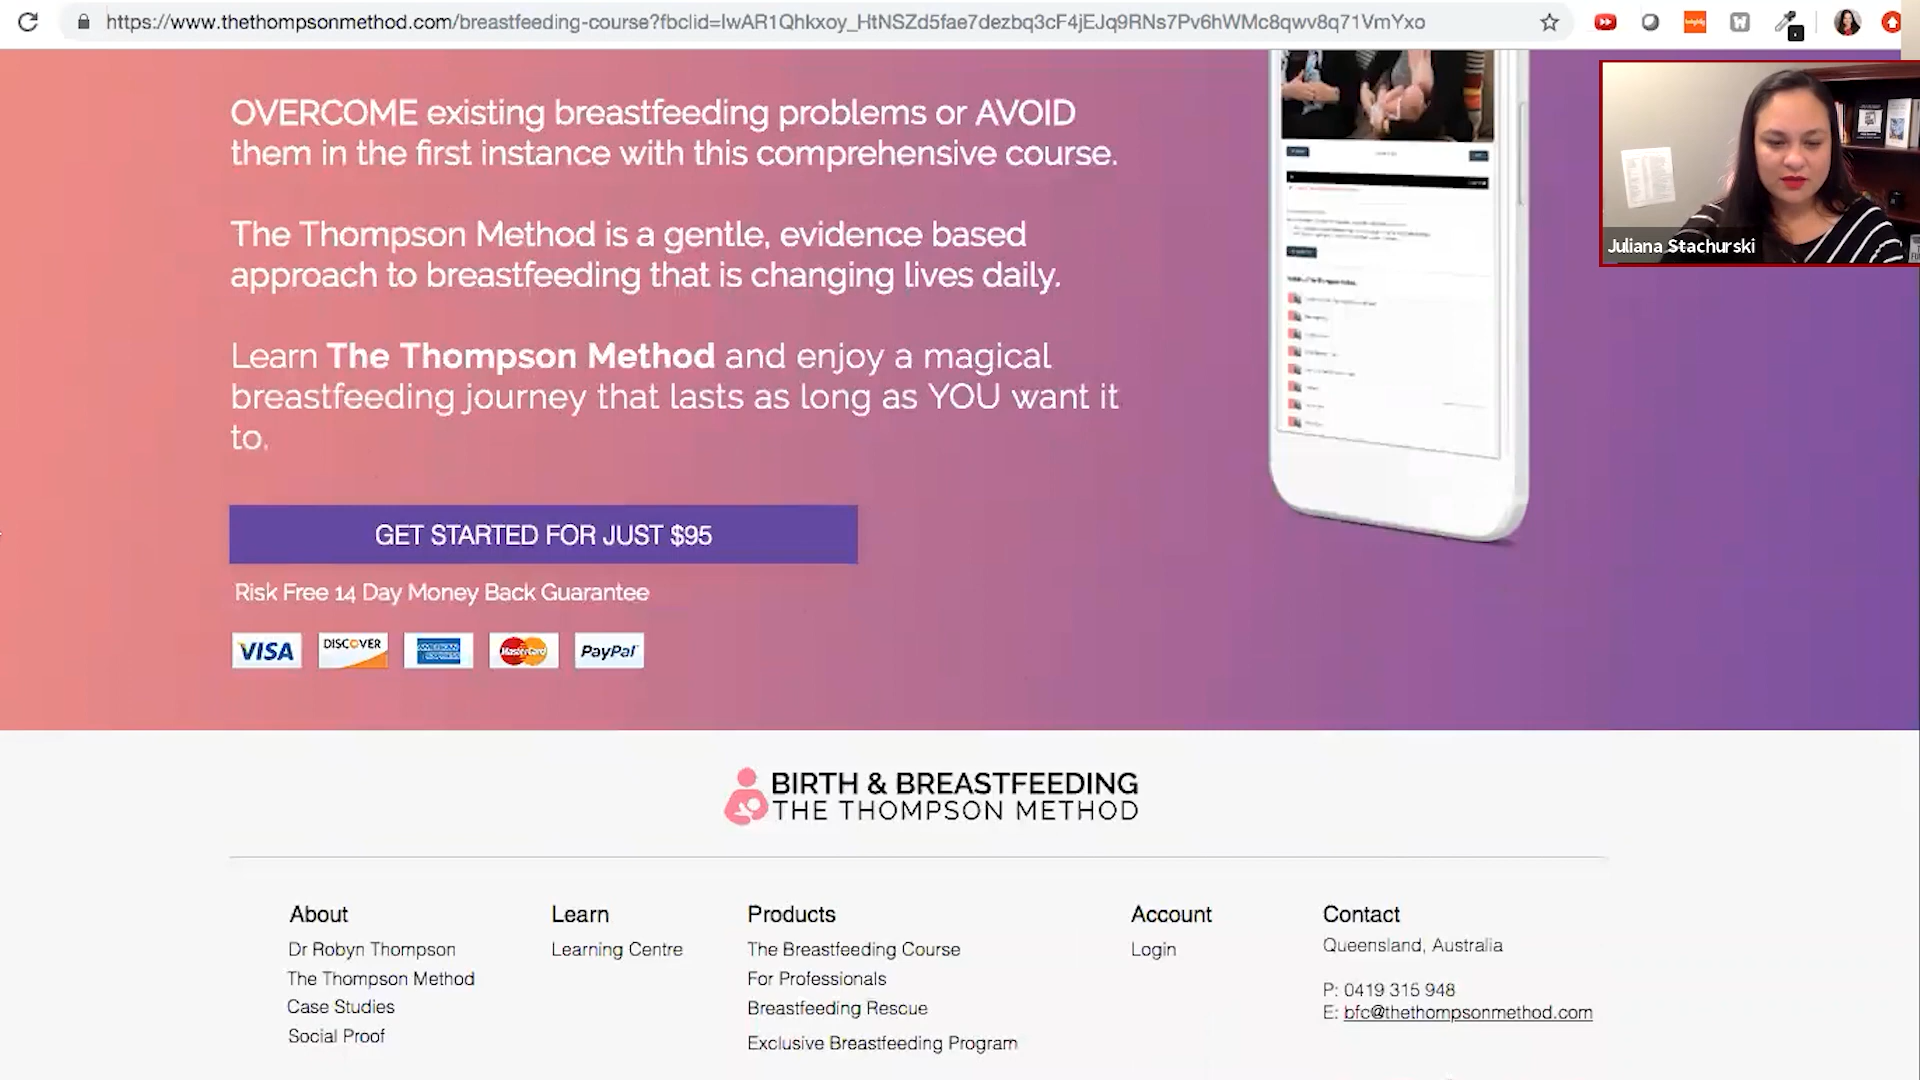 https://www.thethompsonmethod.com/breastfeeding-course?fbclid=IwAR1Qhkxoy_HtNSZd5fae7dezbq3cF4jEJq9RNs7Pv6hWMc8qwv8q71VmYxo
OVERCOME existing breastfeeding problems or AVOID
them in the first instance with this comprehensive course.
The Thompson Method is a gentle, evidence based
approach to breastfeeding that is changing lives daily.
Learn The Thompson Method and enjoy a magical
breastfeeding journey that lasts as long as YOU want it
to.
GET STARTED FOR JUST $95
Risk Free 14 Day Money Back Guarantee
VISA DISCOVER AMERICAN EXPRESS MasterCard PayPal
Juliana Stachurski
BIRTH & BREASTFEEDING
THE THOMPSON METHOD
About
Dr Robyn Thompson
The Thompson Method
Case Studies
Social Proof
Learn
Learning Centre
Products
The Breastfeeding Course
For Professionals
Breastfeeding Rescue
Exclusive Breastfeeding Program
Account
Login
Contact
Queensland, Australia
P: 0419 315 948
E: bfc@thethompsonmethod.com